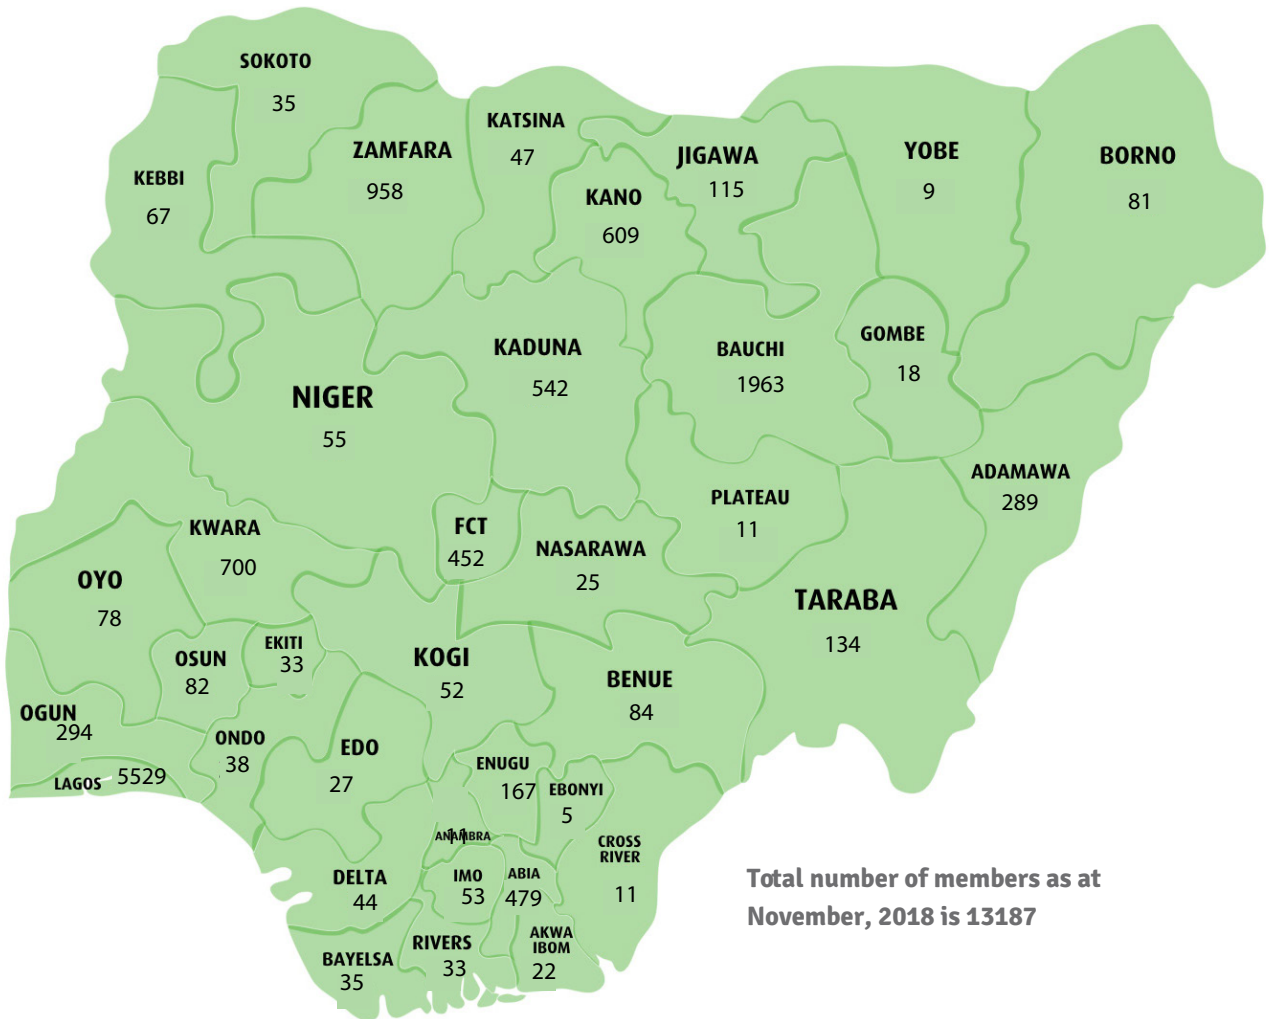 SOKOTO
35
KEBBI
67
ZAMFARA
958
KATSINA
47
KANO
609
JIGAWA
115
YOBE
9
BORNO
81
NIGER
55
KADUNA
542
BAUCHI
1963
GOMBE
18
ADAMAWA
289
PLATEAU
11
FCT
452
NASARAWA
25
KWARA
700
OYO
78
TARABA
134
OSUN
82
EKITI
33
KOGI
52
BENUE
84
OGUN
294
LAGOS 5529
ONDO
38
EDO
27
ENUGU
167
EBONYI
5
ANAMBRA
11
CROSS
RIVER
11
DELTA
44
IMO
53
ABIA
479
BAYELSA
35
RIVERS
33
AKWA
IBOM
22
Total number of members as at
November, 2018 is 13187